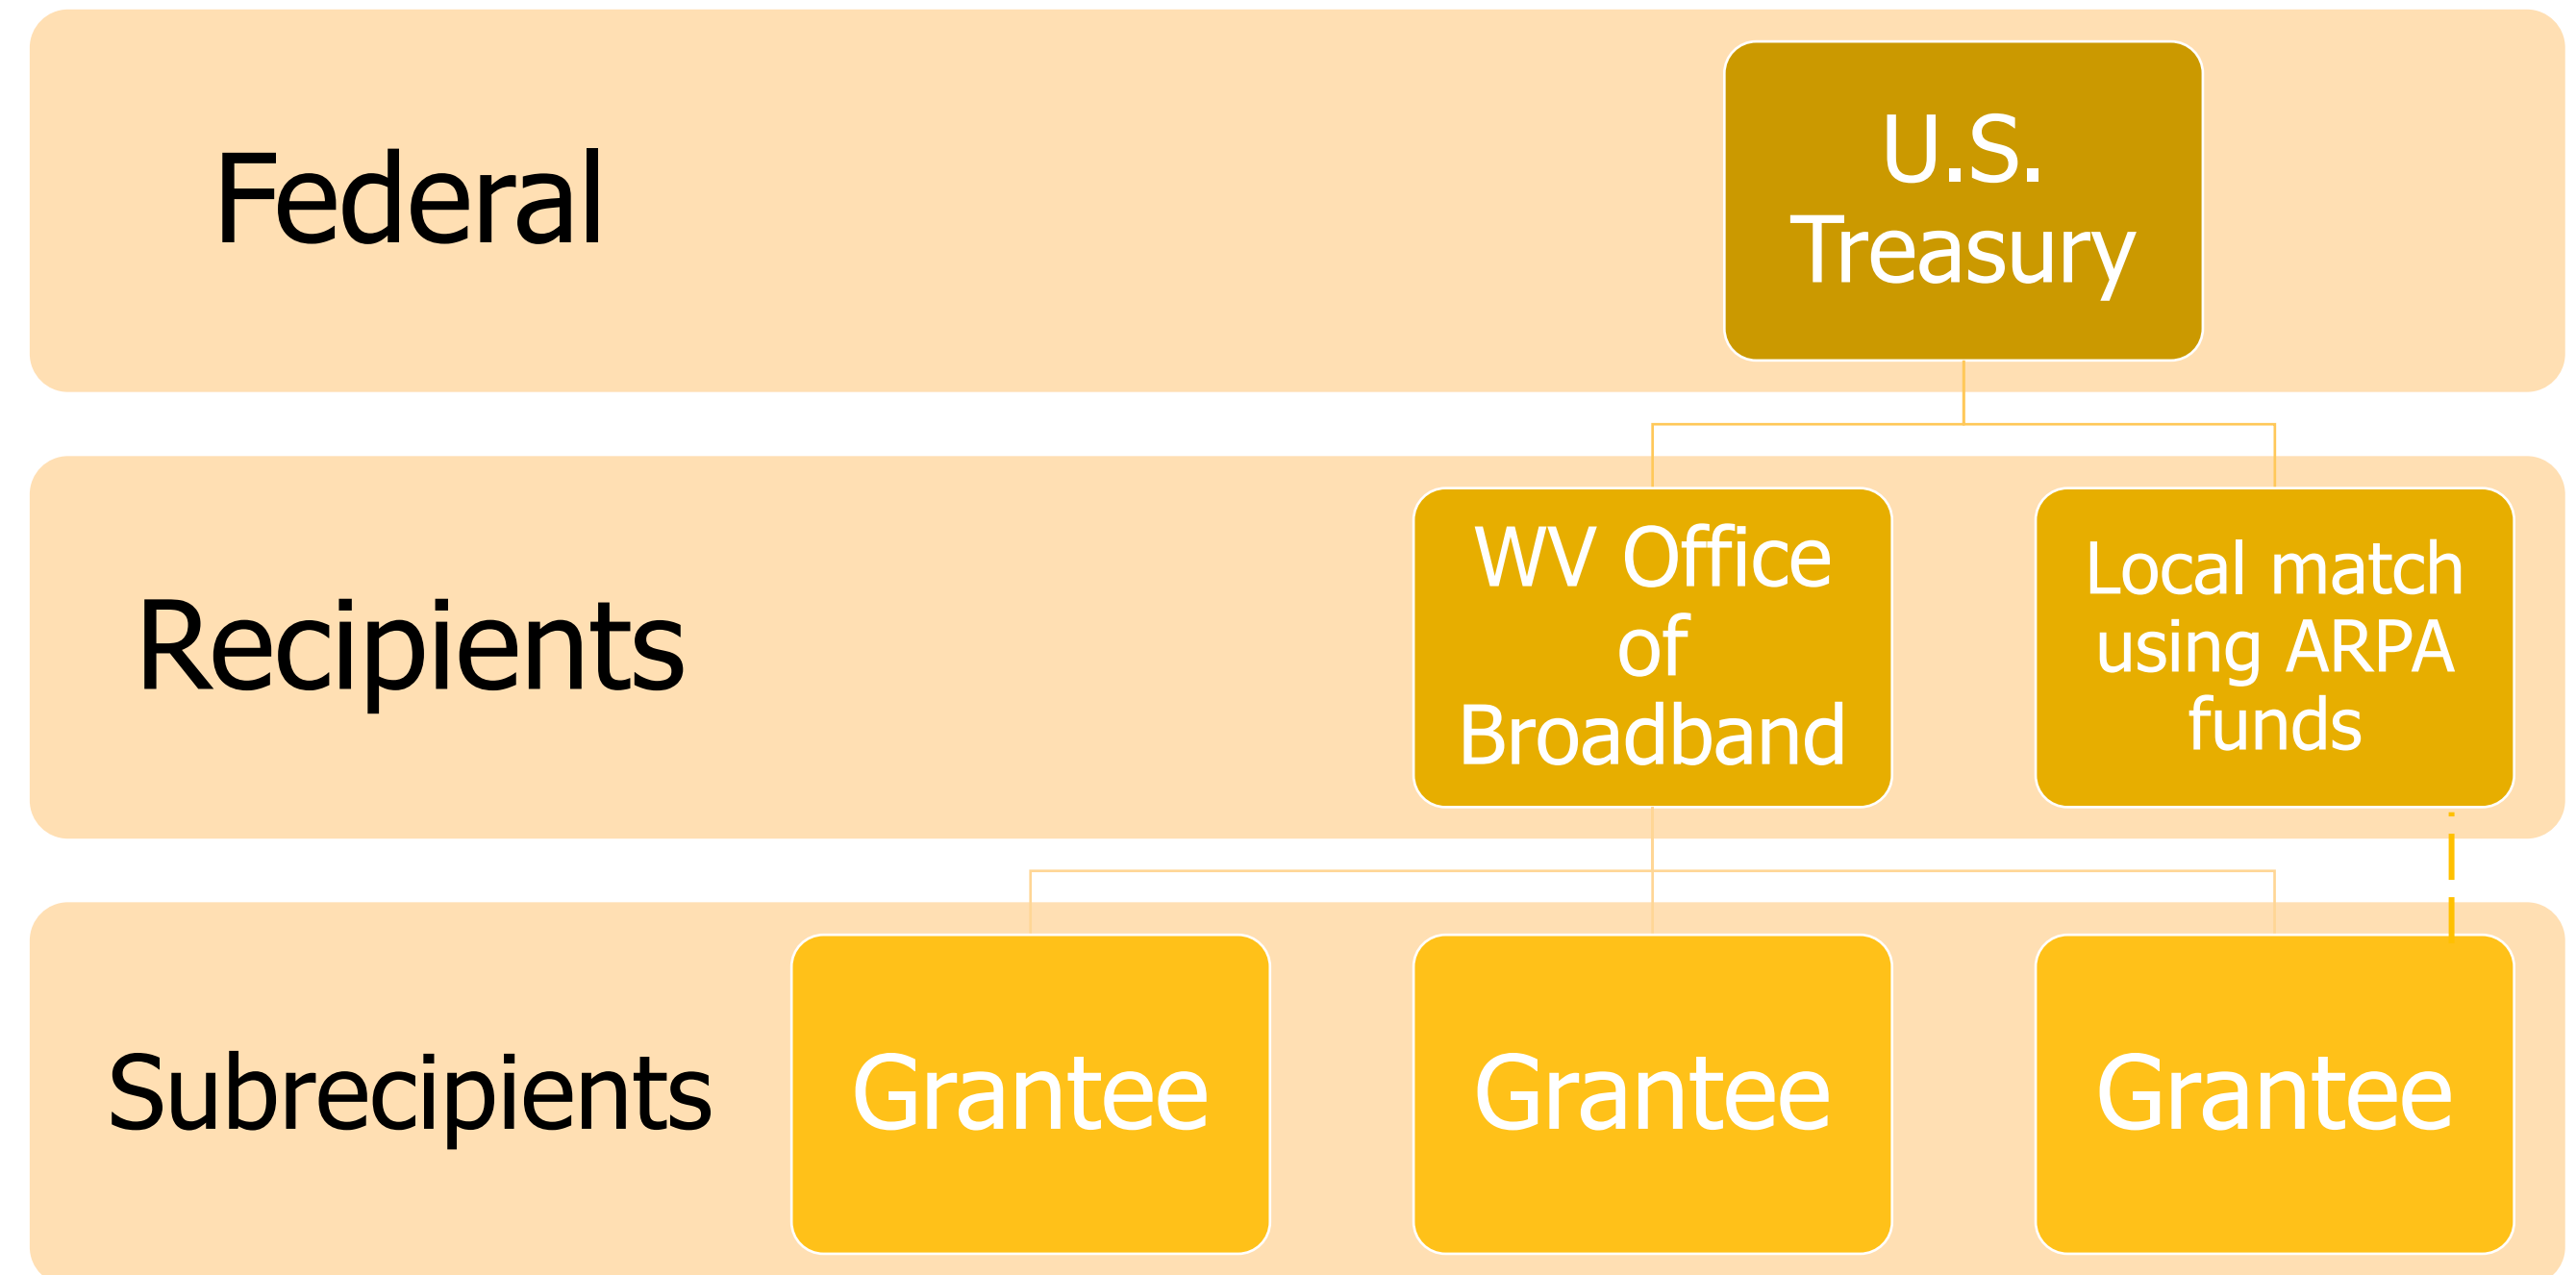 Federal
U.S.
Treasury
Recipients
WV Office
of
Broadband
Local match
using ARPA
funds
Subrecipients
Grantee
Grantee
Grantee